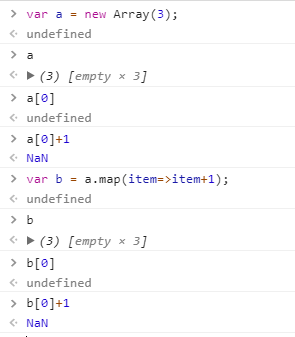 > var a = new Array(3);
<· undefined
> a
<· ▶ (3) [empty × 3]
> a[0]
<· undefined
> a[0]+1
<· NaN
> var b = a.map(item=>item+1);
<· undefined
> b
<· ▶ (3) [empty × 3]
> b[0]
<· undefined
> b[0]+1
<· NaN